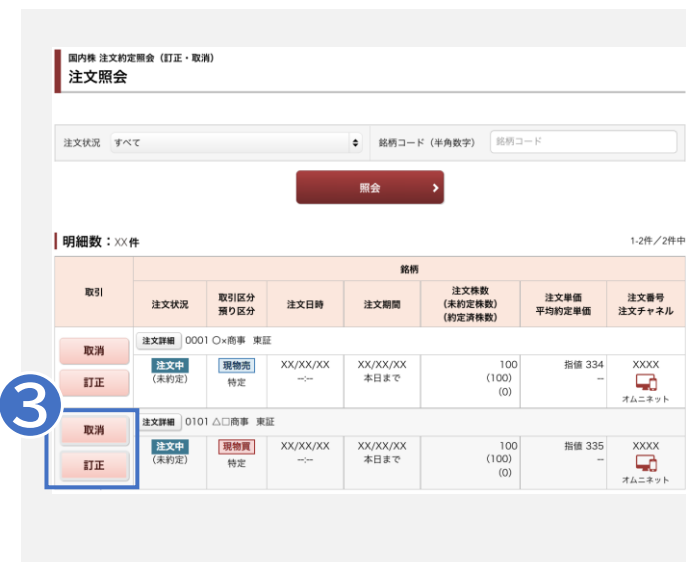 国内株 注文約定照会（訂正・取消）
注文照会
注文状況 すべて 銘柄コード（半角数字） 銘柄コード
照会
明細数：XX件 1-2件／2件中
取引 銘柄
注文状況 取引区分 預り区分 注文日時 注文期間 注文株数 (未約定株数) (約定済株数) 注文単価 平均約定単価 注文番号 注文チャネル
取消 注文詳細 0001 ○×商事 東証
訂正 注文中 現物売 XX/XX/XX XX/XX/XX 100 指値 334 XXXX
(未約定) 特定 --:-- 本日まで (100) --
(0) オムニネット
3
取消 注文詳細 0101 △□商事 東証
訂正 注文中 現物買 XX/XX/XX XX/XX/XX 100 指値 335 XXXX
(未約定) 特定 --:-- 本日まで (100) --
(0) オムニネット